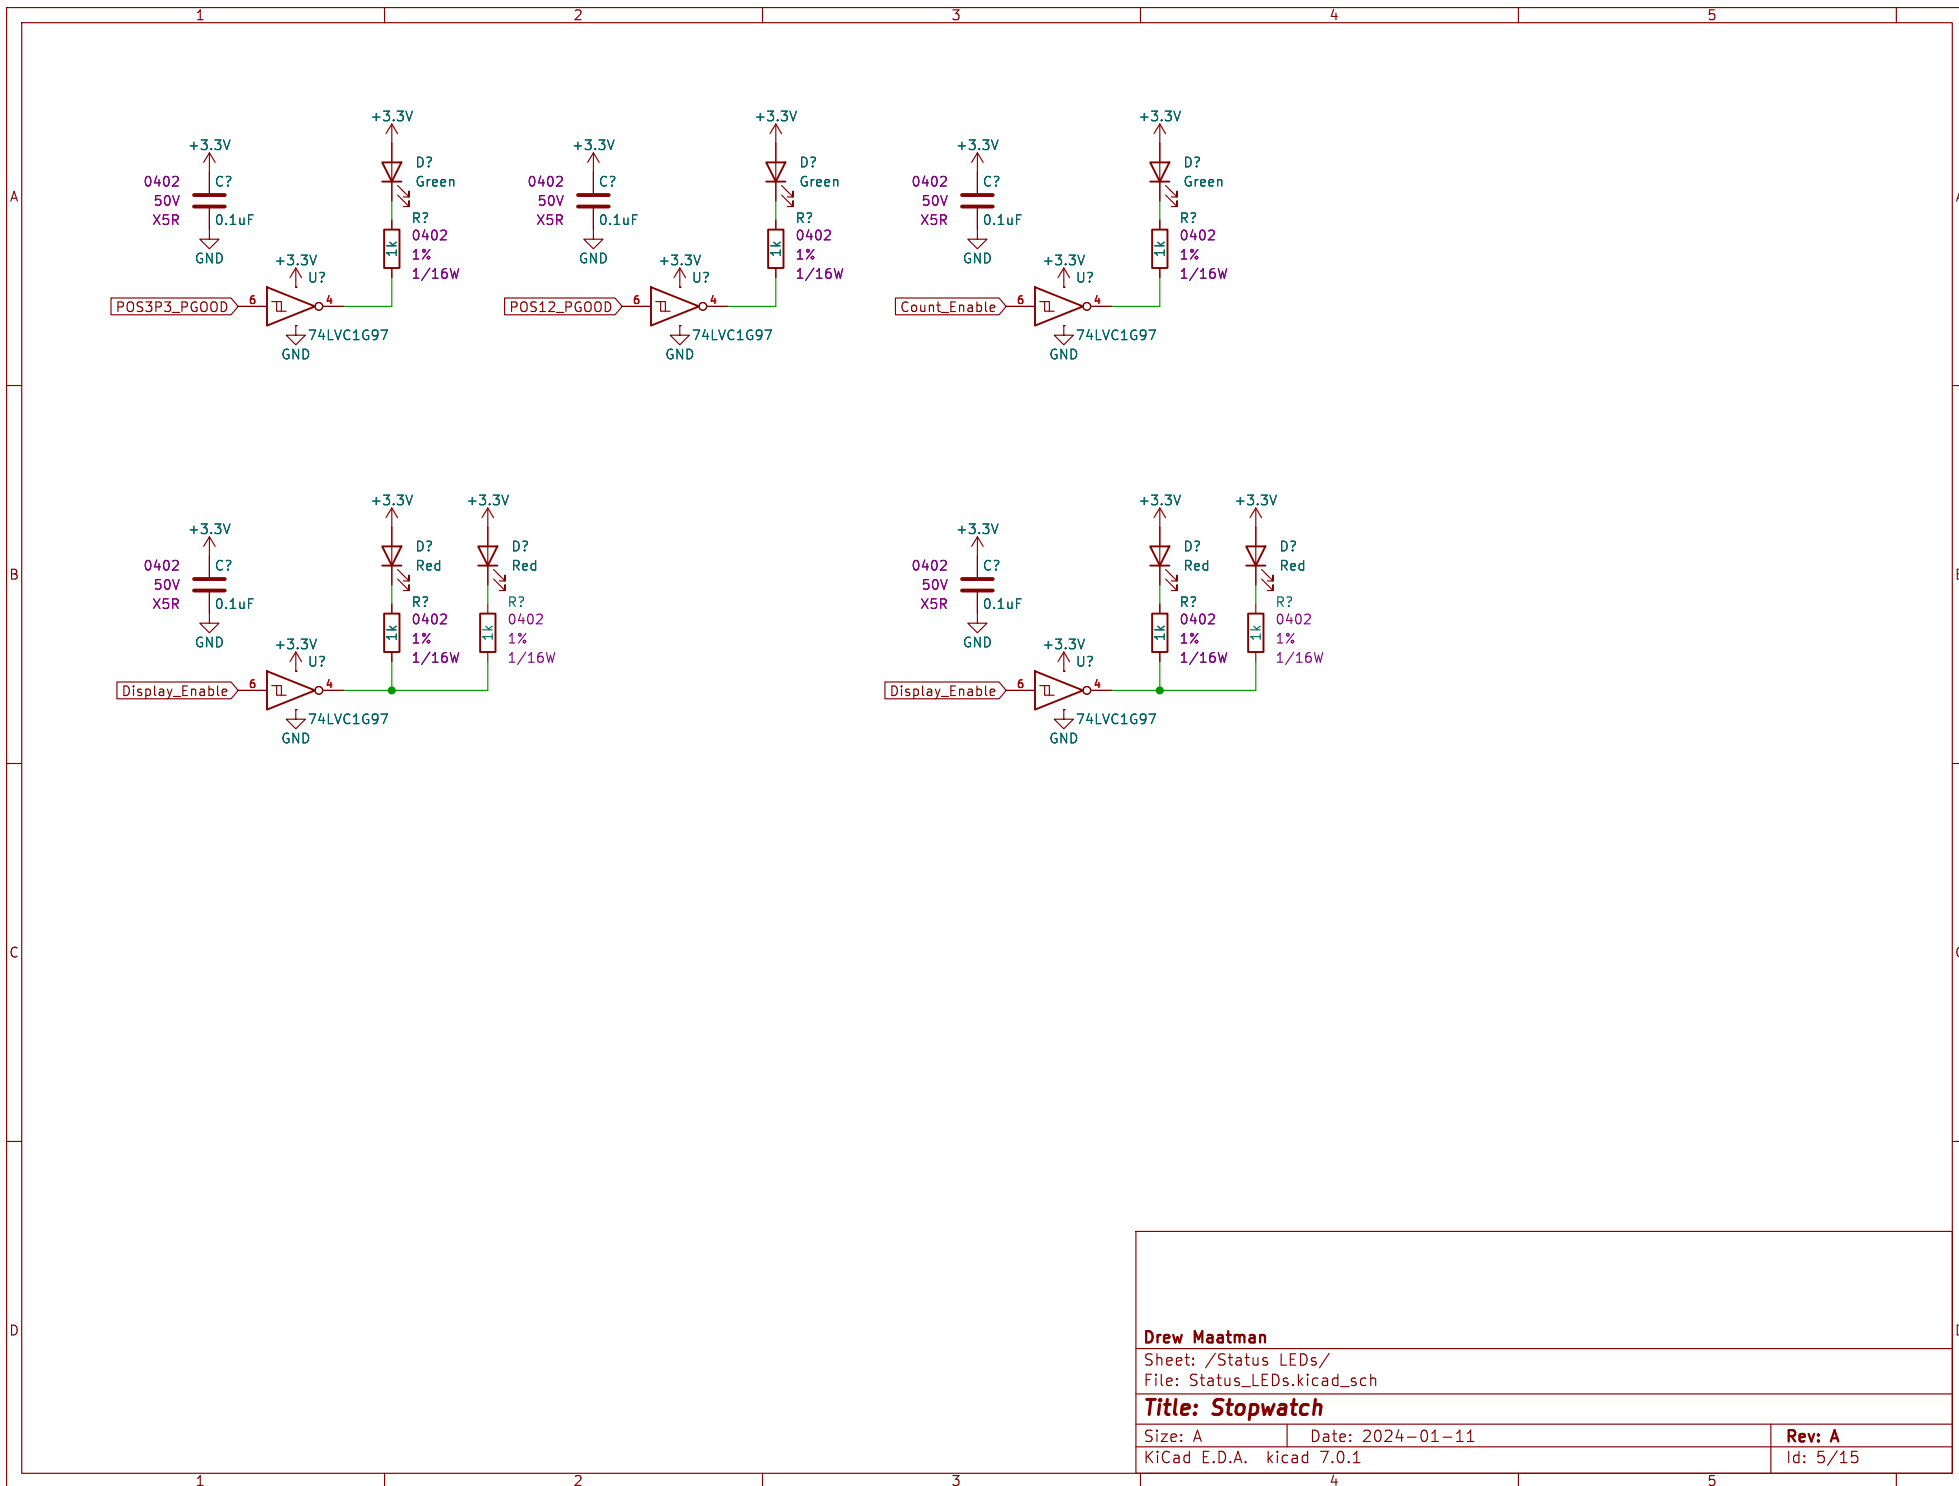 1 2 3 4 5
A
+3.3V +3.3V +3.3V
+3.3V +3.3V +3.3V
D? D? D?
0402 C? Green 0402 C? Green 0402 C? Green
50V 50V 50V
X5R 0.1uF R? X5R 0.1uF R? X5R 0.1uF R?
0402 0402 0402
1k 1% 1k 1% 1k 1%
GND +3.3V GND +3.3V GND +3.3V
U? 1/16W U? 1/16W U? 1/16W
POS3P3_PGOOD 6 4 POS12_PGOOD 6 4 Count_Enable 6 4
74LVC1G97 74LVC1G97 74LVC1G97
GND GND GND
B
+3.3V +3.3V +3.3V +3.3V
+3.3V +3.3V
D? D? D? D?
0402 C? Red Red 0402 C? Red Red
50V 50V
X5R 0.1uF R? R? X5R 0.1uF R? R?
0402 0402 0402 0402
1k 1% 1k 1% 1k 1% 1k 1%
GND +3.3V GND +3.3V
U? 1/16W 1/16W U? 1/16W 1/16W
Display_Enable 6 4 Display_Enable 6 4
74LVC1G97 74LVC1G97
GND GND
C
D
Drew Maatman
Sheet: /Status LEDs/
File: Status_LEDs.kicad_sch
Title: Stopwatch
Size: A Date: 2024-01-11 Rev: A
KiCad E.D.A. kicad 7.0.1 Id: 5/15
1 2 3 4 5